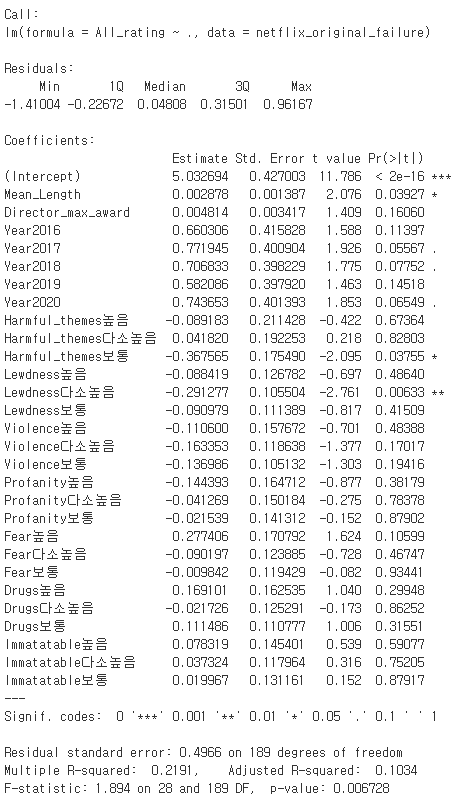 Call:
lm(formula = All_rating ~ ., data = netflix_original_failure)
Residuals:
Min 1Q Median 3Q Max
-1.41004 -0.22672 0.04808 0.31501 0.96167
Coefficients:
Estimate Std. Error t value Pr(>|t|)
(Intercept) 5.032694 0.427003 11.786 < 2e-16 ***
Mean_Length 0.002878 0.001387 2.076 0.03927 *
Director_max_award 0.004814 0.003417 1.409 0.16060
Year2016 0.660306 0.415828 1.588 0.11397
Year2017 0.771945 0.400904 1.926 0.05567 .
Year2018 0.706833 0.398229 1.775 0.07752 .
Year2019 0.582086 0.397920 1.463 0.14518
Year2020 0.743653 0.401393 1.853 0.06549 .
Harmful_themes높음 -0.089183 0.211428 -0.422 0.67364
Harmful_themes다소높음 0.041820 0.192253 0.218 0.82803
Harmful_themes보통 -0.367565 0.175490 -2.095 0.03755 *
Lewdness높음 -0.088419 0.126782 -0.697 0.48640
Lewdness다소높음 -0.291277 0.105504 -2.761 0.00633 **
Lewdness보통 -0.090979 0.111389 -0.817 0.41509
Violence높음 -0.110600 0.157672 -0.701 0.48388
Violence다소높음 -0.163353 0.118638 -1.377 0.17017
Violence보통 -0.136986 0.105132 -1.303 0.19416
Profanity높음 -0.144393 0.164712 -0.877 0.38179
Profanity다소높음 -0.041269 0.150184 -0.275 0.78378
Profanity보통 -0.021539 0.141312 -0.152 0.87902
Fear높음 0.277406 0.170792 1.624 0.10599
Fear다소높음 -0.090197 0.123885 -0.728 0.46747
Fear보통 -0.009842 0.119429 -0.082 0.93441
Drugs높음 0.169101 0.162535 1.040 0.29948
Drugs다소높음 -0.021726 0.125291 -0.173 0.86252
Drugs보통 0.111486 0.110777 1.006 0.31551
Immatatable높음 0.078319 0.145401 0.539 0.59077
Immatatable다소높음 0.037324 0.117964 0.316 0.75205
Immatatable보통 0.019967 0.131161 0.152 0.87917
---
Signif. codes: 0 '***' 0.001 '**' 0.01 '*' 0.05 '.' 0.1 ' ' 1
Residual standard error: 0.4966 on 189 degrees of freedom
Multiple R-squared: 0.2191, Adjusted R-squared: 0.1034
F-statistic: 1.894 on 28 and 189 DF, p-value: 0.006728